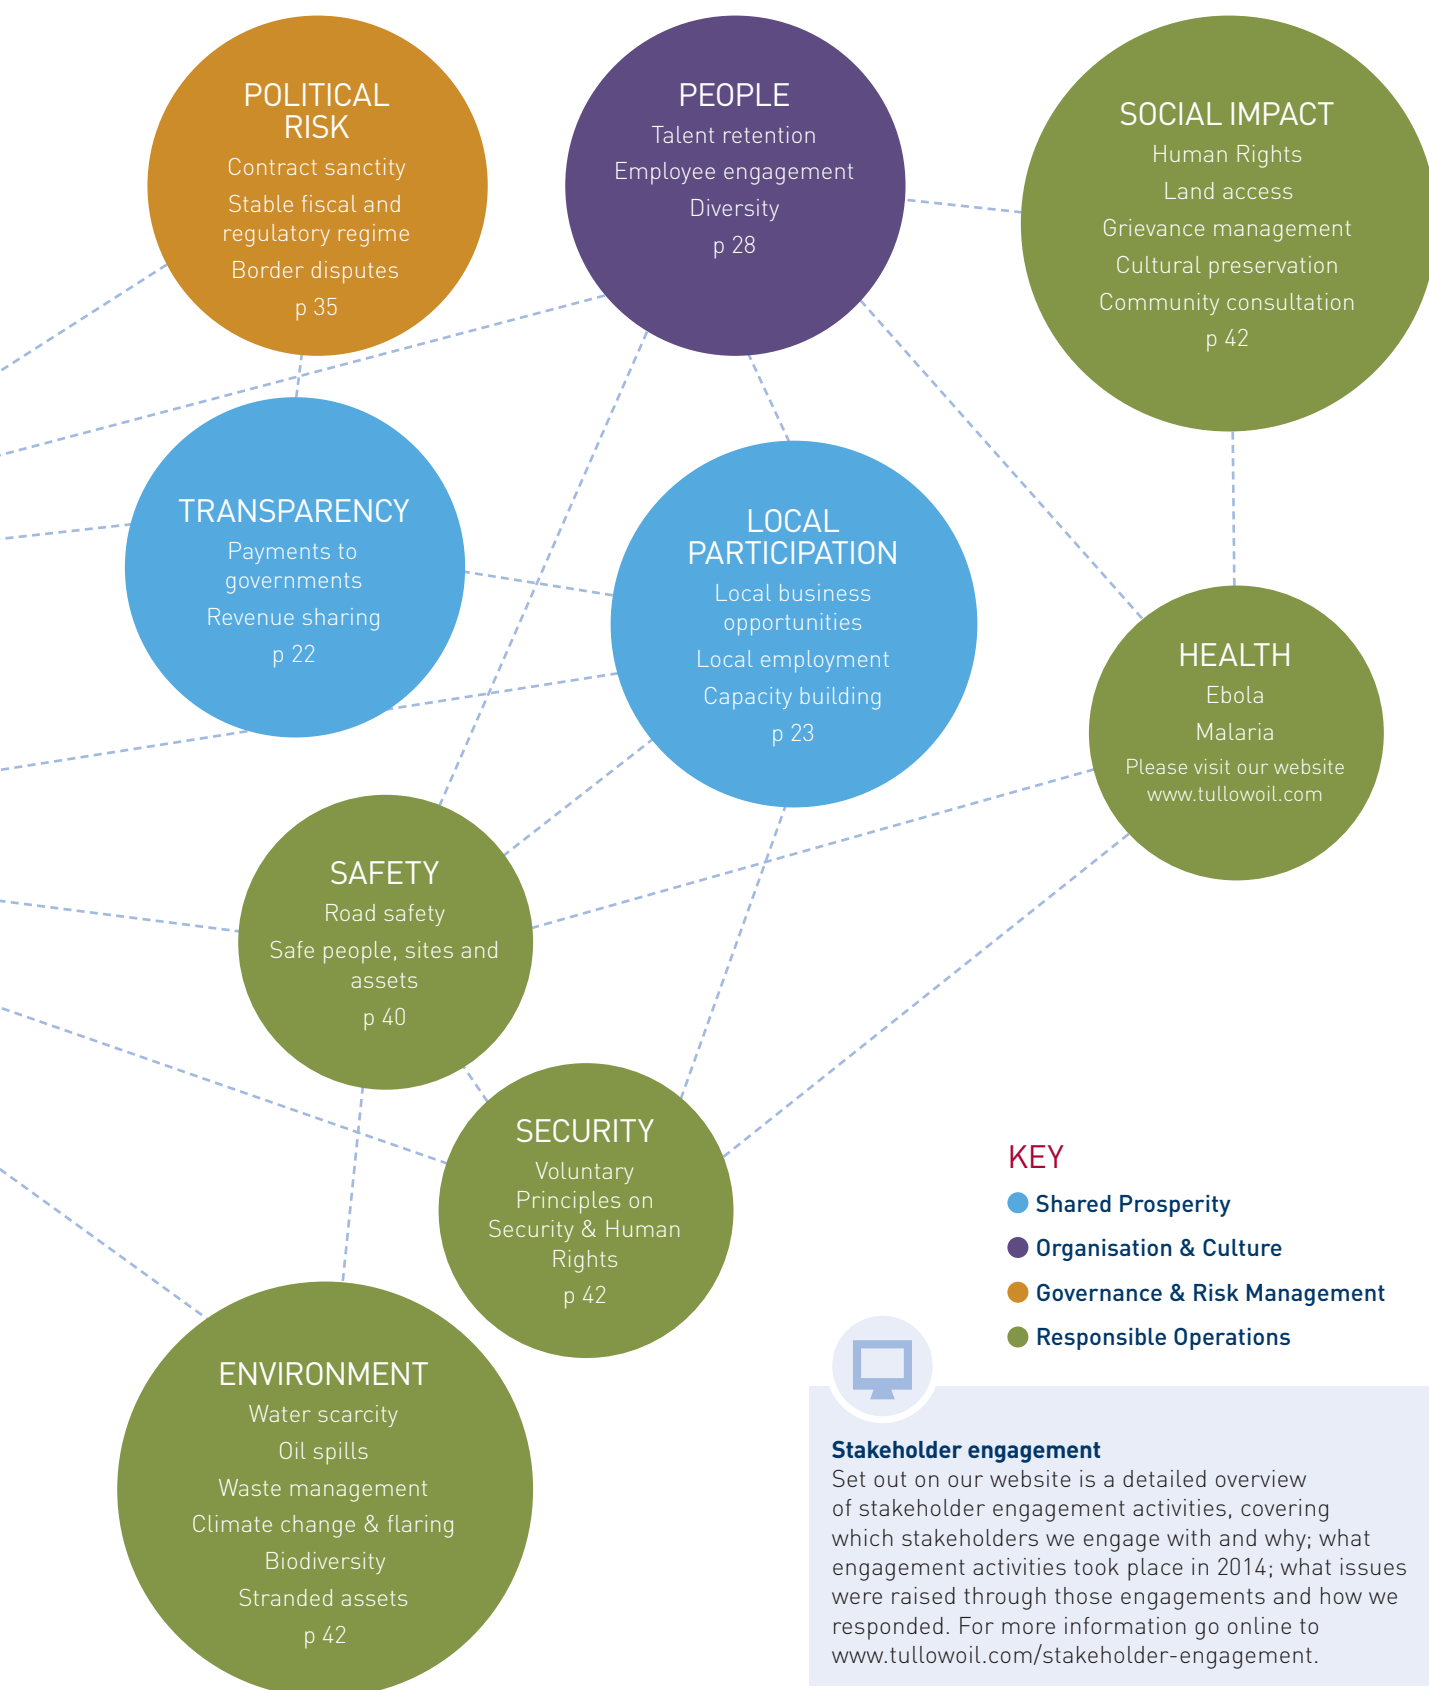 POLITICAL
RISK
Contract sanctity
Stable fiscal and
regulatory regime
Border disputes
p 35
PEOPLE
Talent retention
Employee engagement
Diversity
p 28
SOCIAL IMPACT
Human Rights
Land access
Grievance management
Cultural preservation
Community consultation
p 42
TRANSPARENCY
Payments to
governments
Revenue sharing
p 22
LOCAL
PARTICIPATION
Local business
opportunities
Local employment
Capacity building
p 23
HEALTH
Ebola
Malaria
Please visit our website
www.tullowoil.com
SAFETY
Road safety
Safe people, sites and
assets
p 40
SECURITY
Voluntary
Principles on
Security & Human
Rights
p 42
ENVIRONMENT
Water scarcity
Oil spills
Waste management
Climate change & flaring
Biodiversity
Stranded assets
p 42
KEY
Shared Prosperity
Organisation & Culture
Governance & Risk Management
Responsible Operations
Stakeholder engagement
Set out on our website is a detailed overview
of stakeholder engagement activities, covering
which stakeholders we engage with and why; what
engagement activities took place in 2014; what issues
were raised through those engagements and how we
responded. For more information go online to
www.tullowoil.com/stakeholder-engagement.